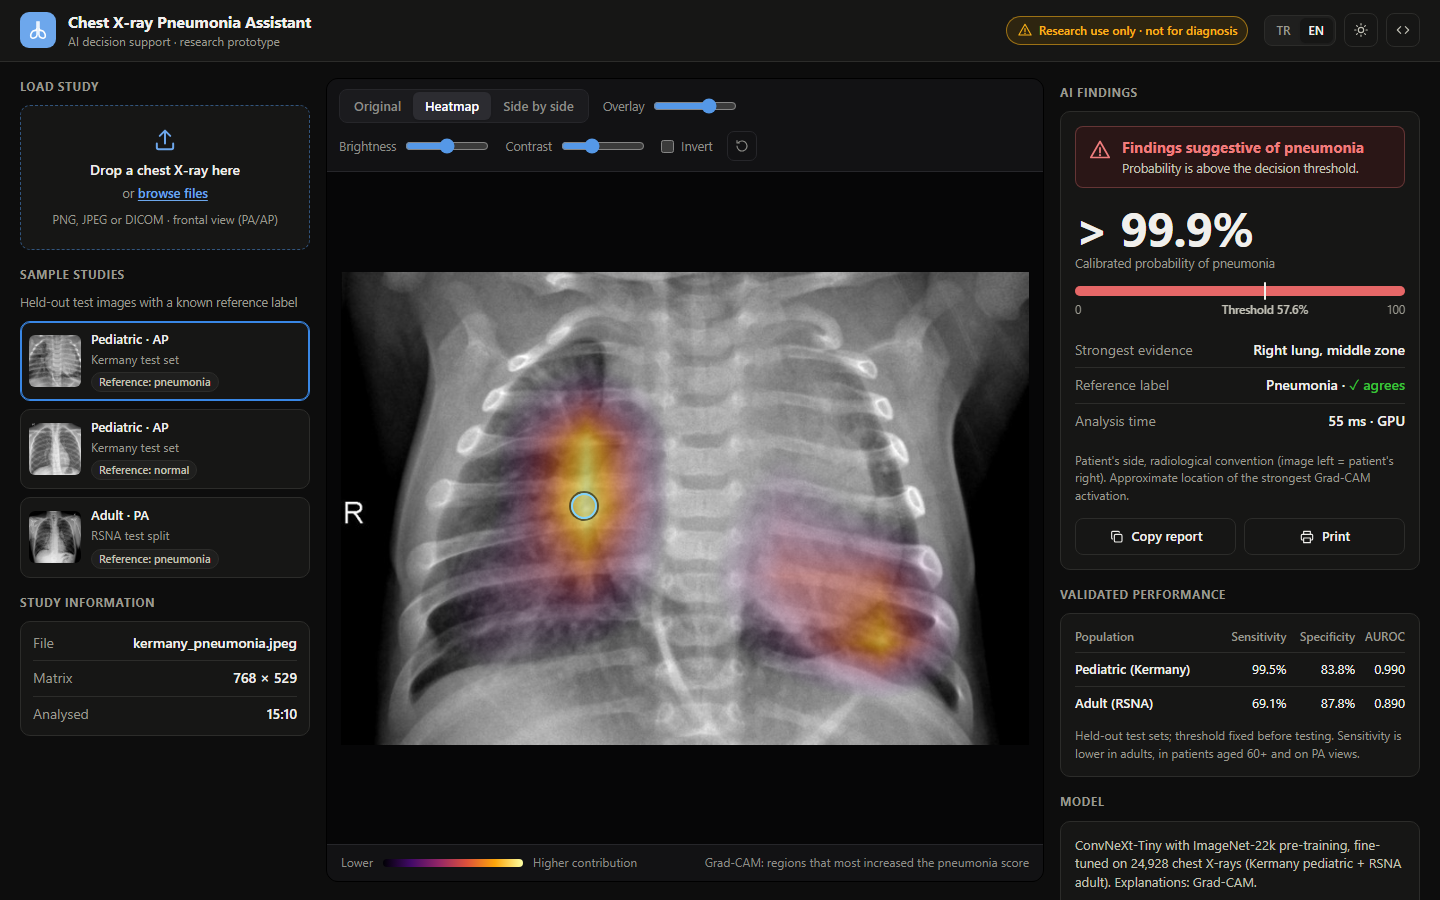 Chest X-ray Pneumonia Assistant
AI decision support · research prototype
Research use only · not for diagnosis
TR EN
LOAD STUDY
Drop a chest X-ray here
or browse files
PNG, JPEG or DICOM · frontal view (PA/AP)
SAMPLE STUDIES
Held-out test images with a known reference label
Pediatric · AP
Kermany test set
Reference: pneumonia
Pediatric · AP
Kermany test set
Reference: normal
Adult · PA
RSNA test split
Reference: pneumonia
STUDY INFORMATION
File kermany_pneumonia.jpeg
Matrix 768 × 529
Analysed 15:10
Original Heatmap Side by side Overlay
Brightness Contrast Invert
R
Lower Higher contribution Grad-CAM: regions that most increased the pneumonia score
AI FINDINGS
Findings suggestive of pneumonia
Probability is above the decision threshold.
> 99.9%
Calibrated probability of pneumonia
0 Threshold 57.6% 100
Strongest evidence Right lung, middle zone
Reference label Pneumonia · ✓ agrees
Analysis time 55 ms · GPU
Patient's side, radiological convention (image left = patient's
right). Approximate location of the strongest Grad-CAM
activation.
Copy report Print
VALIDATED PERFORMANCE
Population Sensitivity Specificity AUROC
Pediatric (Kermany) 99.5% 83.8% 0.990
Adult (RSNA) 69.1% 87.8% 0.890
Held-out test sets; threshold fixed before testing. Sensitivity is
lower in adults, in patients aged 60+ and on PA views.
MODEL
ConvNeXt-Tiny with ImageNet-22k pre-training, fine-
tuned on 24,928 chest X-rays (Kermany pediatric + RSNA
adult). Explanations: Grad-CAM.